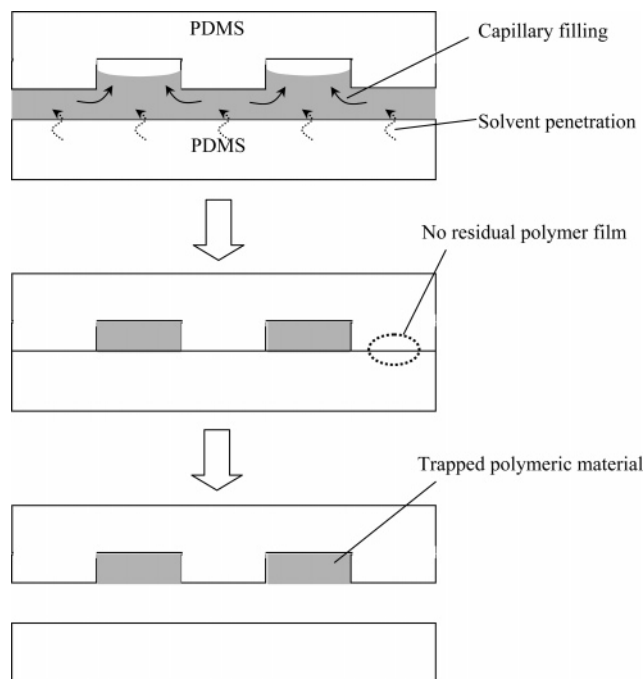 PDMS
Capillary filling
Solvent penetration
PDMS
No residual polymer film
Trapped polymeric material